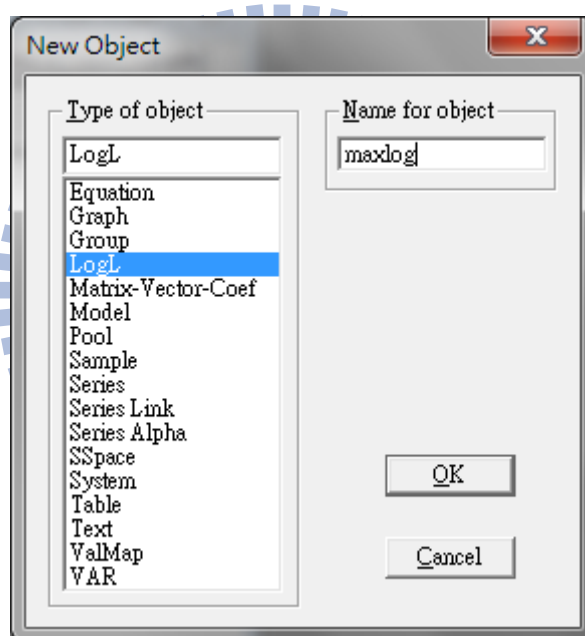 New Object
Type of object
LogL
Equation
Graph
Group
LogL
Matrix-Vector-Coef
Model
Pool
Sample
Series
Series Link
Series Alpha
SSpace
System
Table
Text
ValMap
VAR
Name for object
maxlog
OK
Cancel